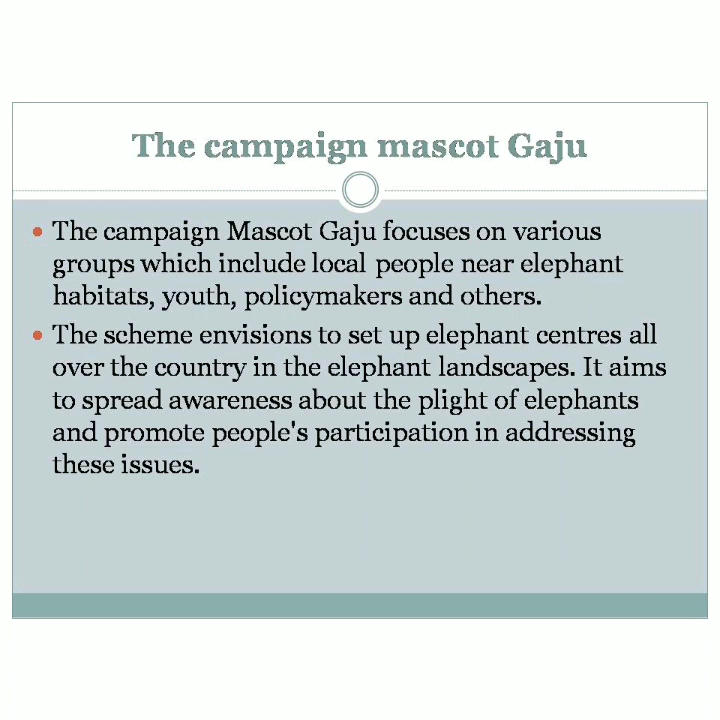 The campaign mascot Gaju
• The campaign Mascot Gaju focuses on various
groups which include local people near elephant
habitats, youth, policymakers and others.
• The scheme envisions to set up elephant centres all
over the country in the elephant landscapes. It aims
to spread awareness about the plight of elephants
and promote people's participation in addressing
these issues.